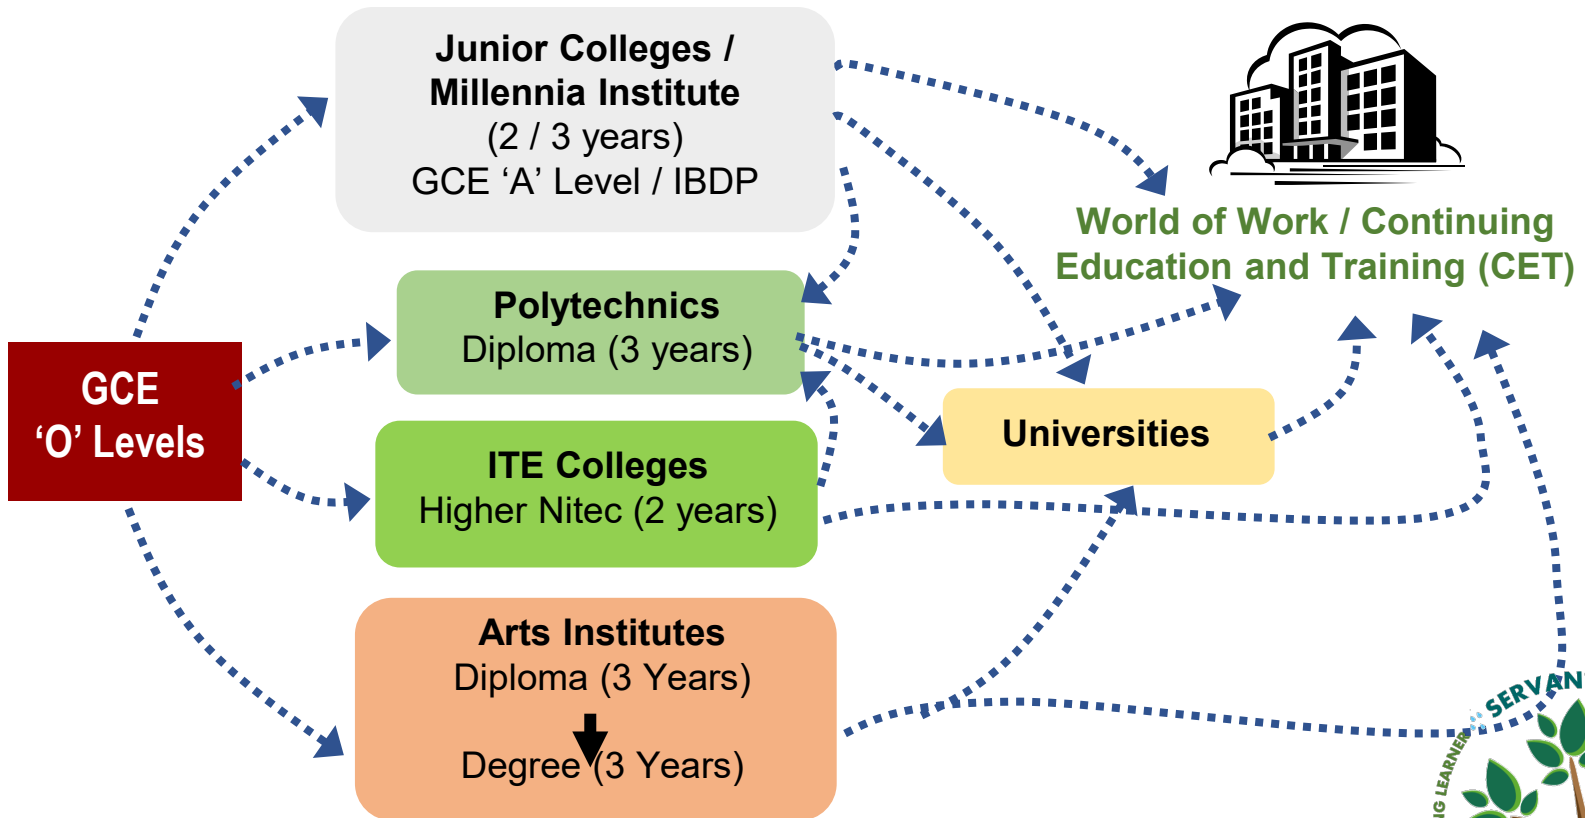 Junior Colleges /
Millennia Institute
(2 / 3 years)
GCE ‘A’ Level / IBDP
World of Work / Continuing
Education and Training (CET)
Polytechnics
Diploma (3 years)
GCE
‘O’ Levels
Universities
ITE Colleges
Higher Nitec (2 years)
Arts Institutes
Diploma (3 Years)
Degree (3 Years)
LEARNER